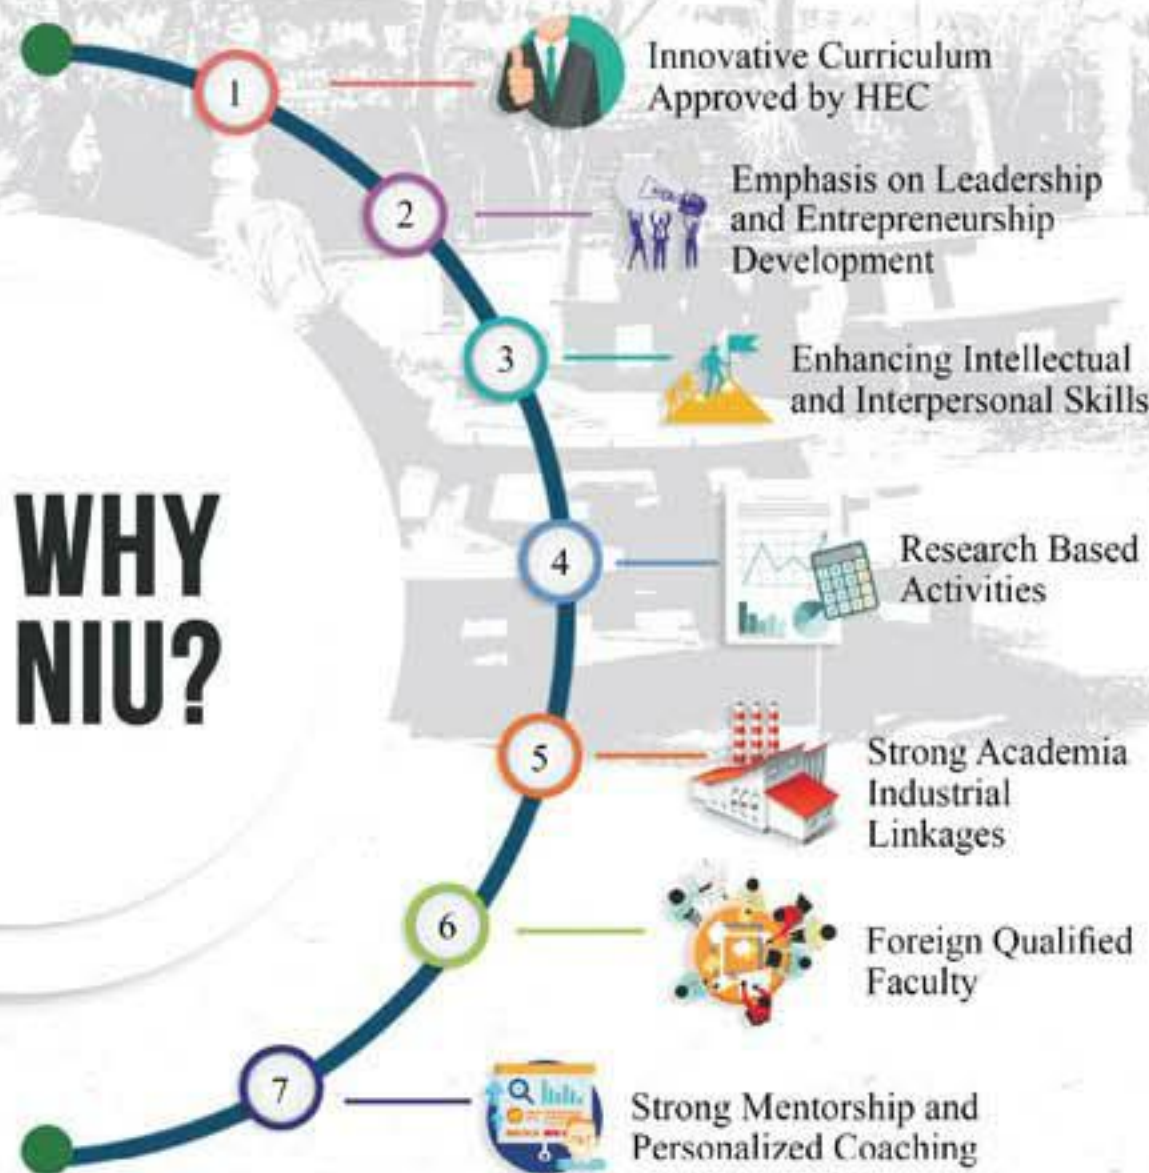 WHY
NIU?
1
Innovative Curriculum
Approved by HEC
2
Emphasis on Leadership
and Entrepreneurship
Development
3
Enhancing Intellectual
and Interpersonal Skills
4
Research Based
Activities
5
Strong Academia
Industrial
Linkages
6
Foreign Qualified
Faculty
7
Strong Mentorship and
Personalized Coaching